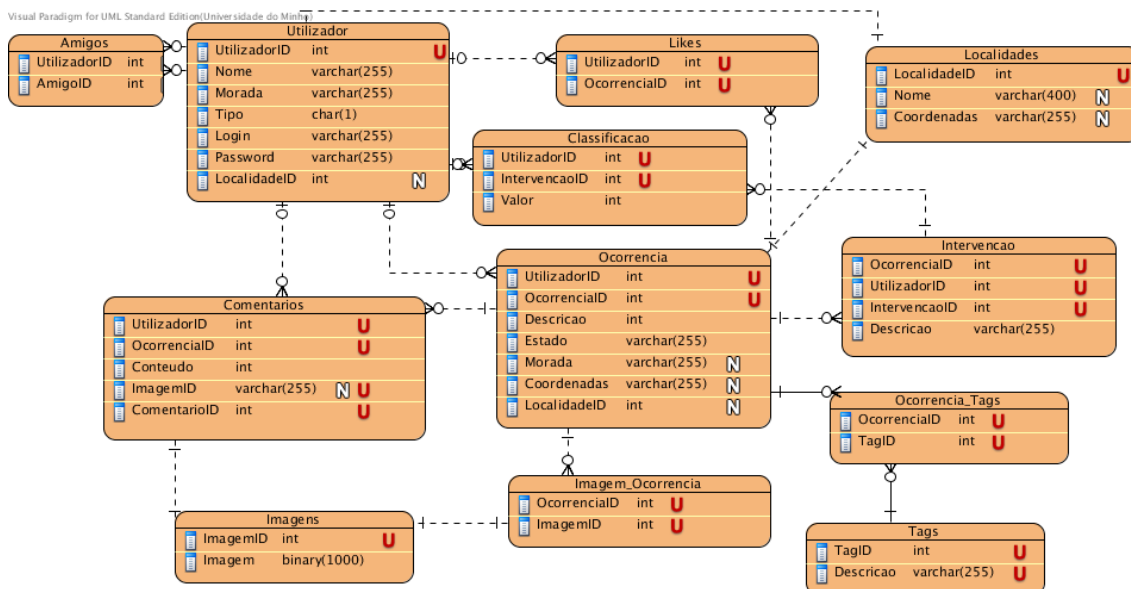 Visual Paradigm for UML Standard Edition(Universidade do Minho)
Amigos
UtilizadorID int
AmigoID int
Utilizador
UtilizadorID int U
Nome varchar(255)
Morada varchar(255)
Tipo char(1)
Login varchar(255)
Password varchar(255)
LocalidadeID int N
Likes
UtilizadorID int U
OcorrenciaID int U
Localidades
LocalidadeID int U
Nome varchar(400) N
Coordenadas varchar(255) N
Classificacao
UtilizadorID int U
IntervencaoID int U
Valor int
Ocorrencia
UtilizadorID int U
OcorrenciaID int U
Descricao int
Estado varchar(255)
Morada varchar(255) N
Coordenadas varchar(255) N
LocalidadeID int N
Intervencao
OcorrenciaID int U
UtilizadorID int U
IntervencaoID int U
Descricao varchar(255)
Comentarios
UtilizadorID int U
OcorrenciaID int U
Conteudo int
ImagemID varchar(255) N U
ComentarioID int U
Ocorrencia_Tags
OcorrenciaID int U
TagID int U
Imagem_Ocorrencia
OcorrenciaID int U
ImagemID int U
Imagens
ImagemID int U
Imagem binary(1000)
Tags
TagID int U
Descricao varchar(255) U